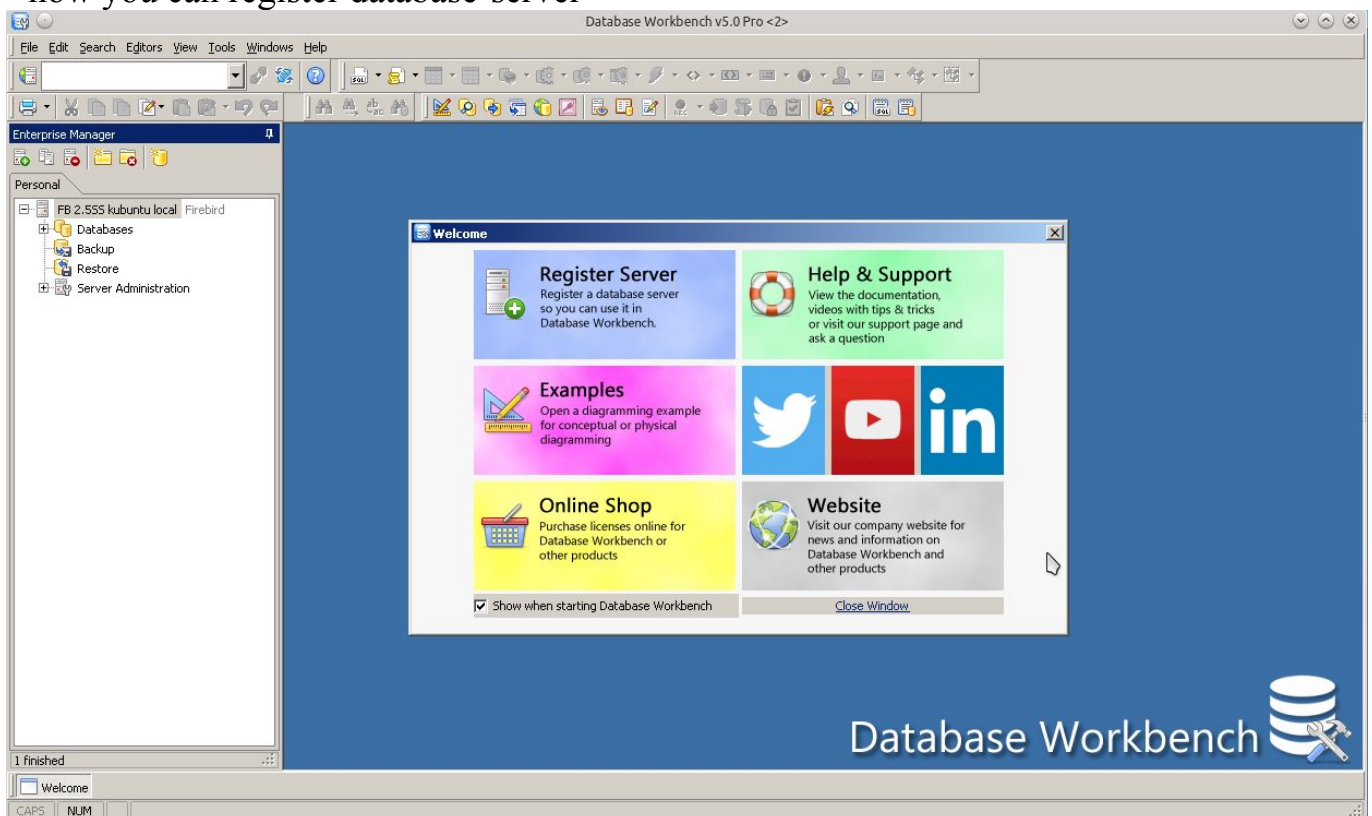 now you can register database-server
Database Workbench v5.0 Pro <2>
File Edit Search Editors View Tools Windows Help
Enterprise Manager
Personal
FB 2.5SS kubuntu local Firebird
Databases
Backup
Restore
Server Administration
Welcome
Register Server
Register a database server
so you can use it in
Database Workbench.
Help & Support
View the documentation,
videos with tips & tricks
or visit our support page and
ask a question
Examples
Open a diagramming example
for conceptual or physical
diagramming
in
Online Shop
Purchase licenses online for
Database Workbench or
other products
Website
Visit our company website for
news and information on
Database Workbench and
other products
Show when starting Database Workbench
Close Window
Database Workbench
1 finished
Welcome
CAPS NUM